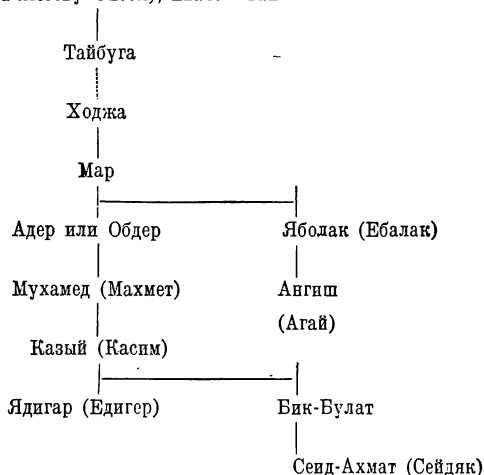 Тайбуга
Ходжа
Мар
Адер или Обдер Яболак (Ебалак)
Мухамед (Махмет) Ангиш
(Агай)
Казый (Касим)
Ядигар (Едигер) Бик-Булат
Сеид-Ахмат (Сейдяк)